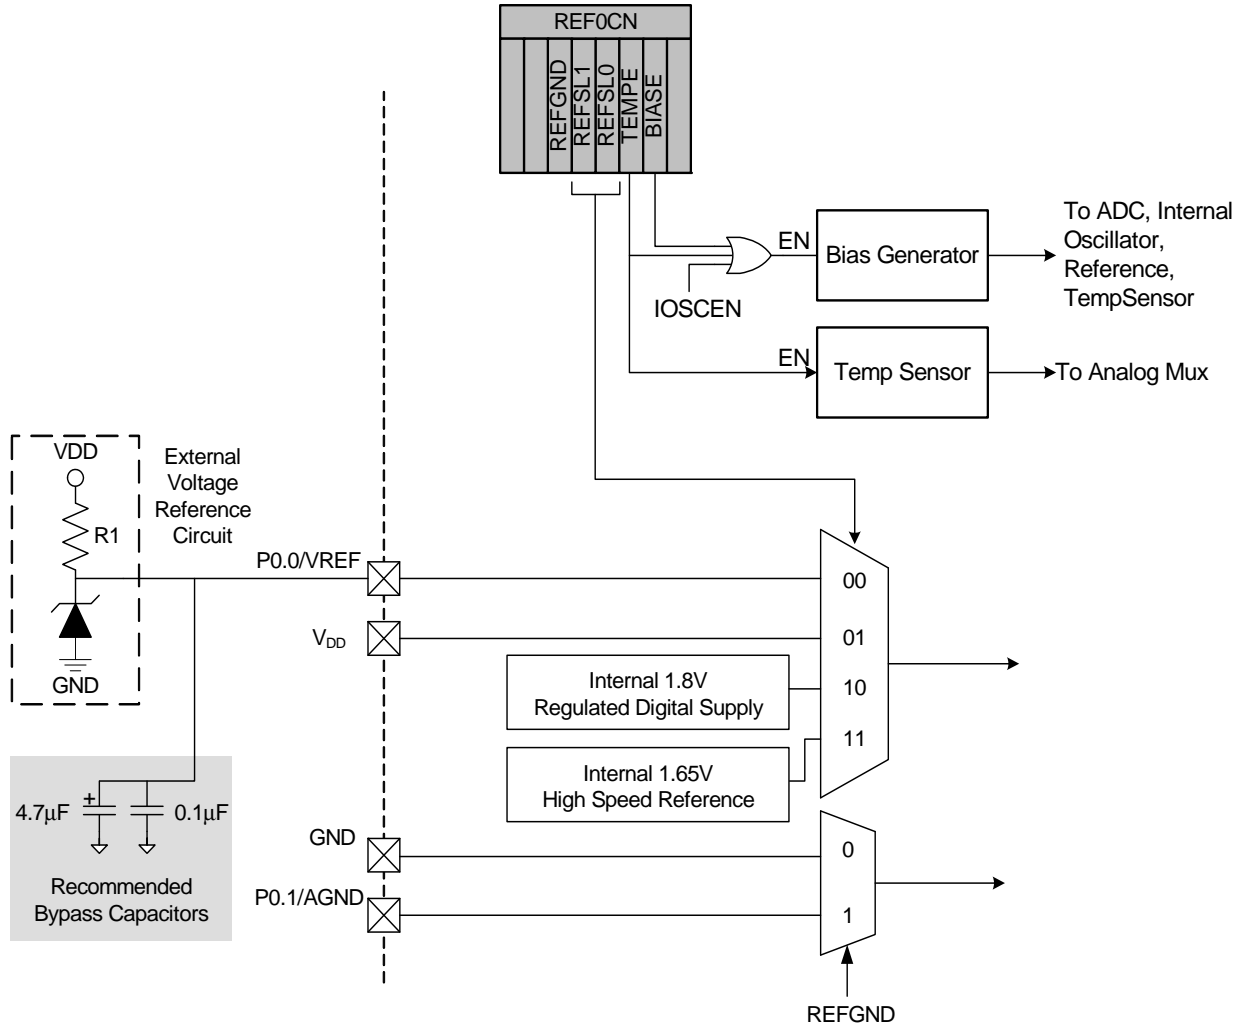 REF0CN
REFGND
REFSL1
REFSL0
TEMPE
BIASE
EN
Bias Generator
To ADC, Internal
Oscillator,
Reference,
TempSensor
IOSCEN
EN
Temp Sensor
To Analog Mux
VDD
R1
GND
External
Voltage
Reference
Circuit
P0.0/VREF
00
VDD
01
Internal 1.8V
Regulated Digital Supply
10
11
Internal 1.65V
High Speed Reference
4.7μF
+
0.1μF
Recommended
Bypass Capacitors
GND
0
P0.1/AGND
1
REFGND